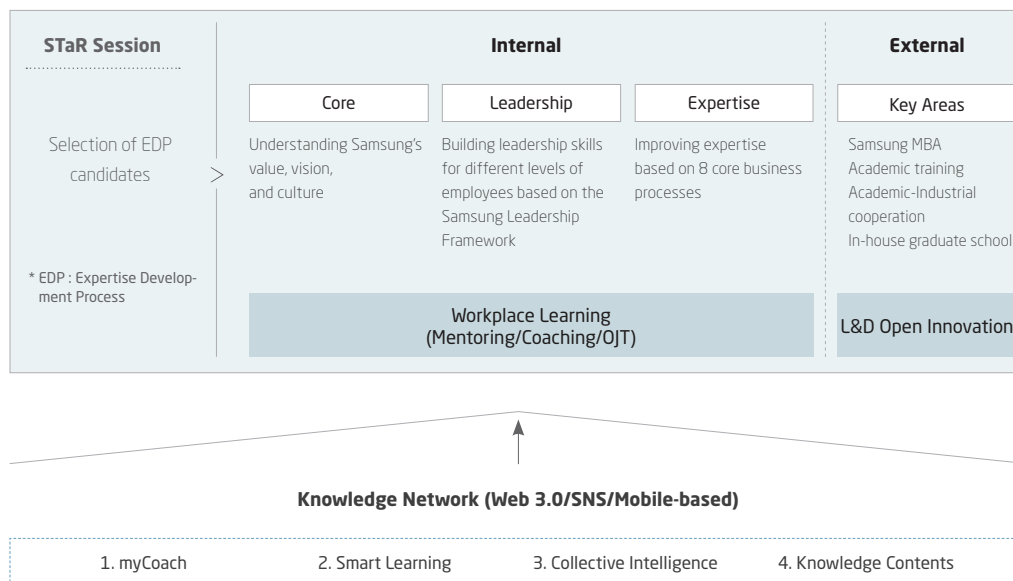 STaR Session
Selection of EDP
candidates
* EDP : Expertise Develop-
ment Process
Internal
Core
Understanding Samsung's
value, vision,
and culture
Leadership
Building leadership skills
for different levels of
employees based on the
Samsung Leadership
Framework
Expertise
Improving expertise
based on 8 core business
processes
Workplace Learning
(Mentoring/Coaching/OJT)
External
Key Areas
Samsung MBA
Academic training
Academic-Industrial
cooperation
In-house graduate school
L&D Open Innovation
Knowledge Network (Web 3.0/SNS/Mobile-based)
1. myCoach
2. Smart Learning
3. Collective Intelligence
4. Knowledge Contents